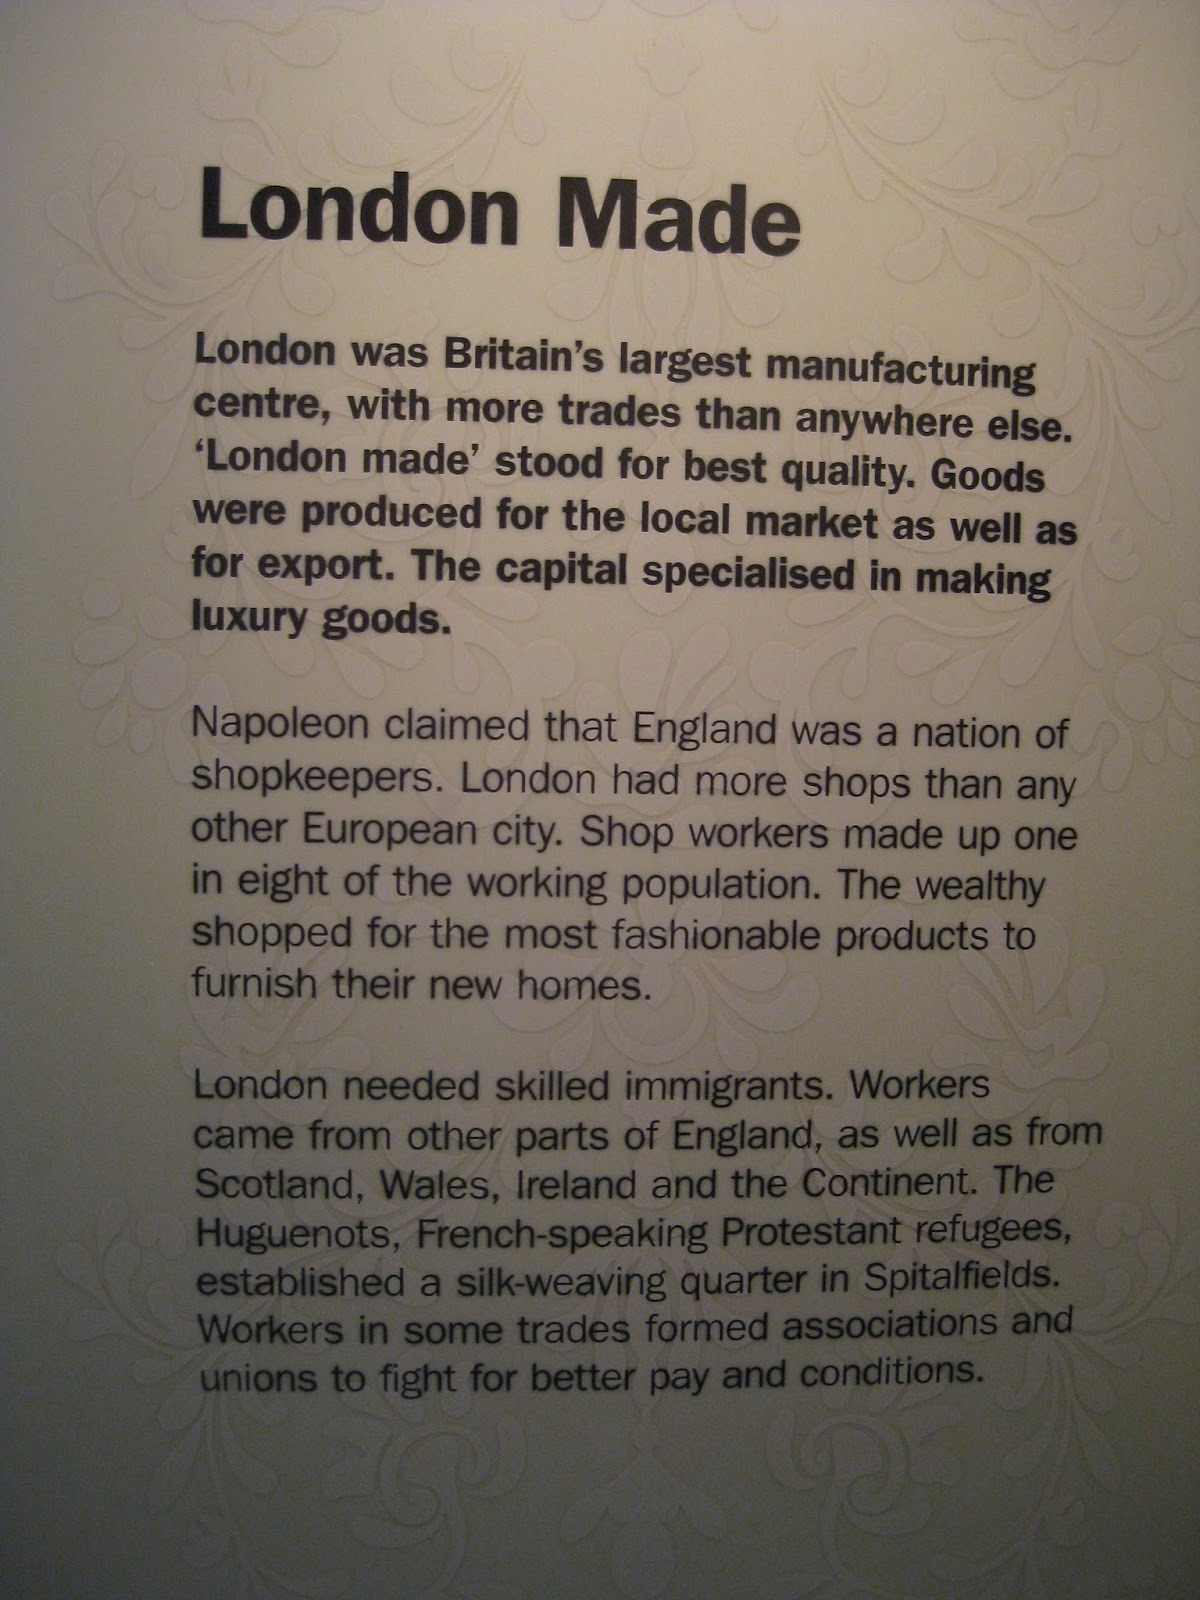 London Made
London was Britain’s largest manufacturing
centre, with more trades than anywhere else.
‘London made’ stood for best quality. Goods
were produced for the local market as well as
for export. The capital specialised in making
luxury goods.
Napoleon claimed that England was a nation of
shopkeepers. London had more shops than any
other European city. Shop workers made up one
in eight of the working population. The wealthy
shopped for the most fashionable products to
furnish their new homes.
London needed skilled immigrants. Workers
came from other parts of England, as well as from
Scotland, Wales, Ireland and the Continent. The
Huguenots, French-speaking Protestant refugees,
established a silk-weaving quarter in Spitalfields.
Workers in some trades formed associations and
unions to fight for better pay and conditions.